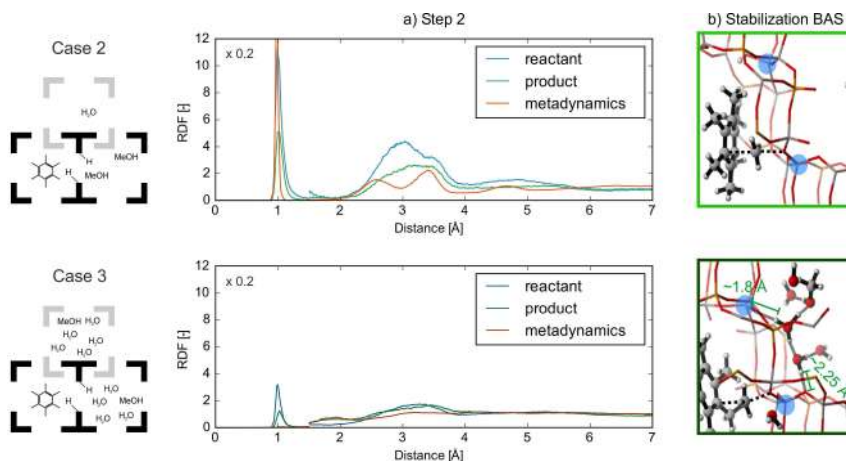 a) Step 2
b) Stabilization BAS
Case 2
H₂O
H
MeOH
H
MeOH
x 0.2
reactant
product
metadynamics
RDF [-]
12
10
8
6
4
2
0
0
1
2
3
4
5
6
7
Distance [Å]
Case 3
MeOH H₂O
H₂O
H₂O
H₂O
H₂O
H
H₂O
H
MeOH
H₂O
H₂O
H₂O
x 0.2
reactant
product
metadynamics
RDF [-]
12
10
8
6
4
2
0
0
1
2
3
4
5
6
7
Distance [Å]
~1.8 Å
~2.25 Å